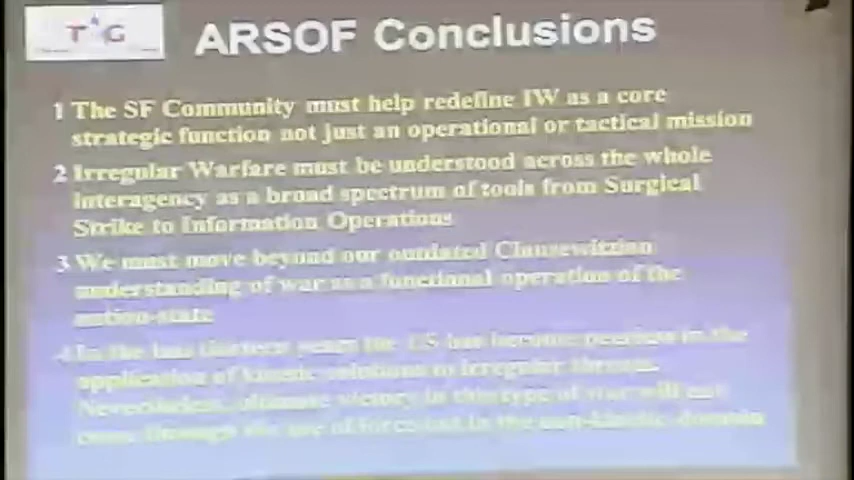 TG
ARSOF Conclusions
1 The SF Community must help redefine IW as a core
strategic function not just an operational or tactical mission
2 Irregular Warfare must be understood across the whole
interagency as a broad spectrum of tools from Surgical
Strike to Information Operations
3 We must move beyond our outdated Clausewitzian
understanding of war as a functional operation of the
nation-state
4 In the last thirteen years the US has become peerless in the
application of kinetic solutions to irregular threats.
Nevertheless, ultimate victory in this type of war will not
come through the use of force but in the non-kinetic domain